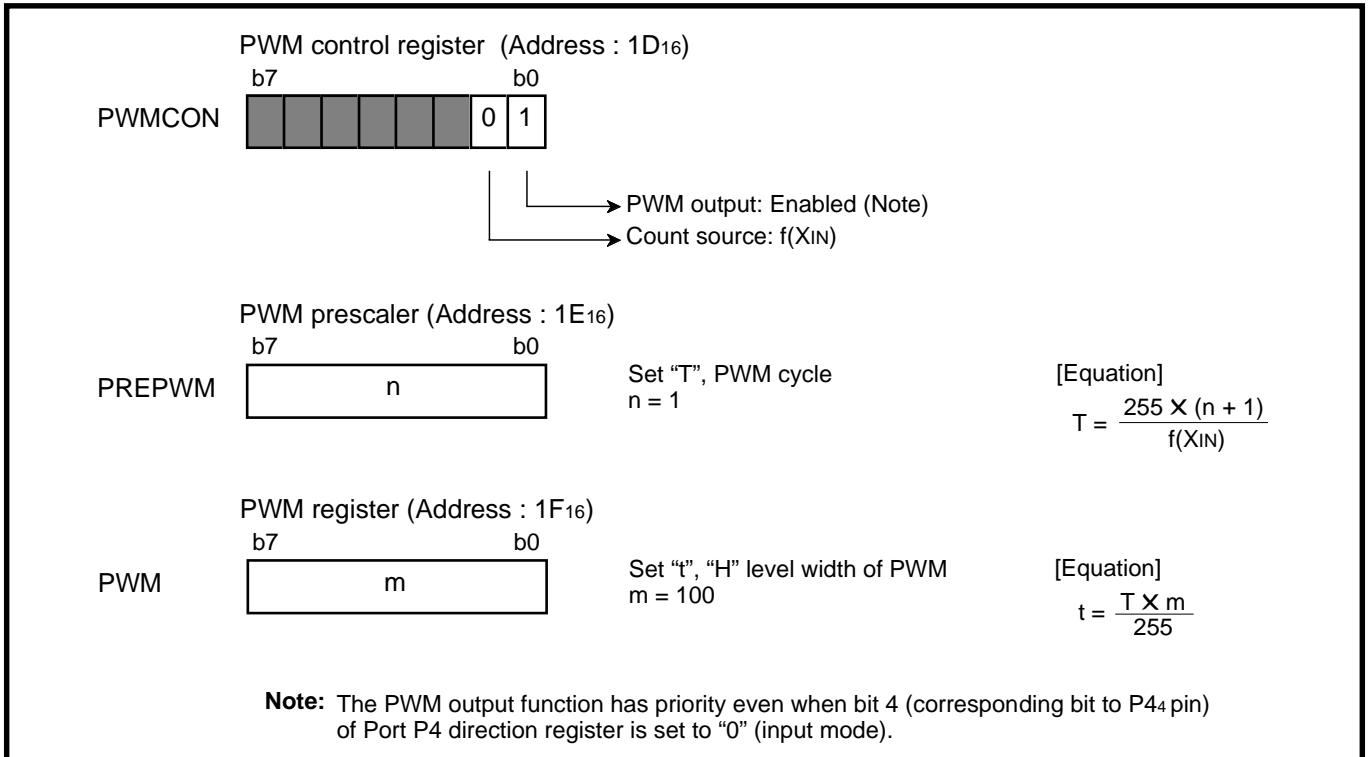 PWM control register (Address : 1D16)
b7 b0
PWMCON 0 1
PWM output: Enabled (Note)
Count source: f(XIN)
PWM prescaler (Address : 1E16)
b7 b0
PREPWM n
Set “T”, PWM cycle
n = 1
[Equation]
T = 255 X (n + 1)
f(XIN)
PWM register (Address : 1F16)
b7 b0
PWM m
Set “t”, “H” level width of PWM
m = 100
[Equation]
t = T X m
255
Note: The PWM output function has priority even when bit 4 (corresponding bit to P44 pin)
of Port P4 direction register is set to “0” (input mode).